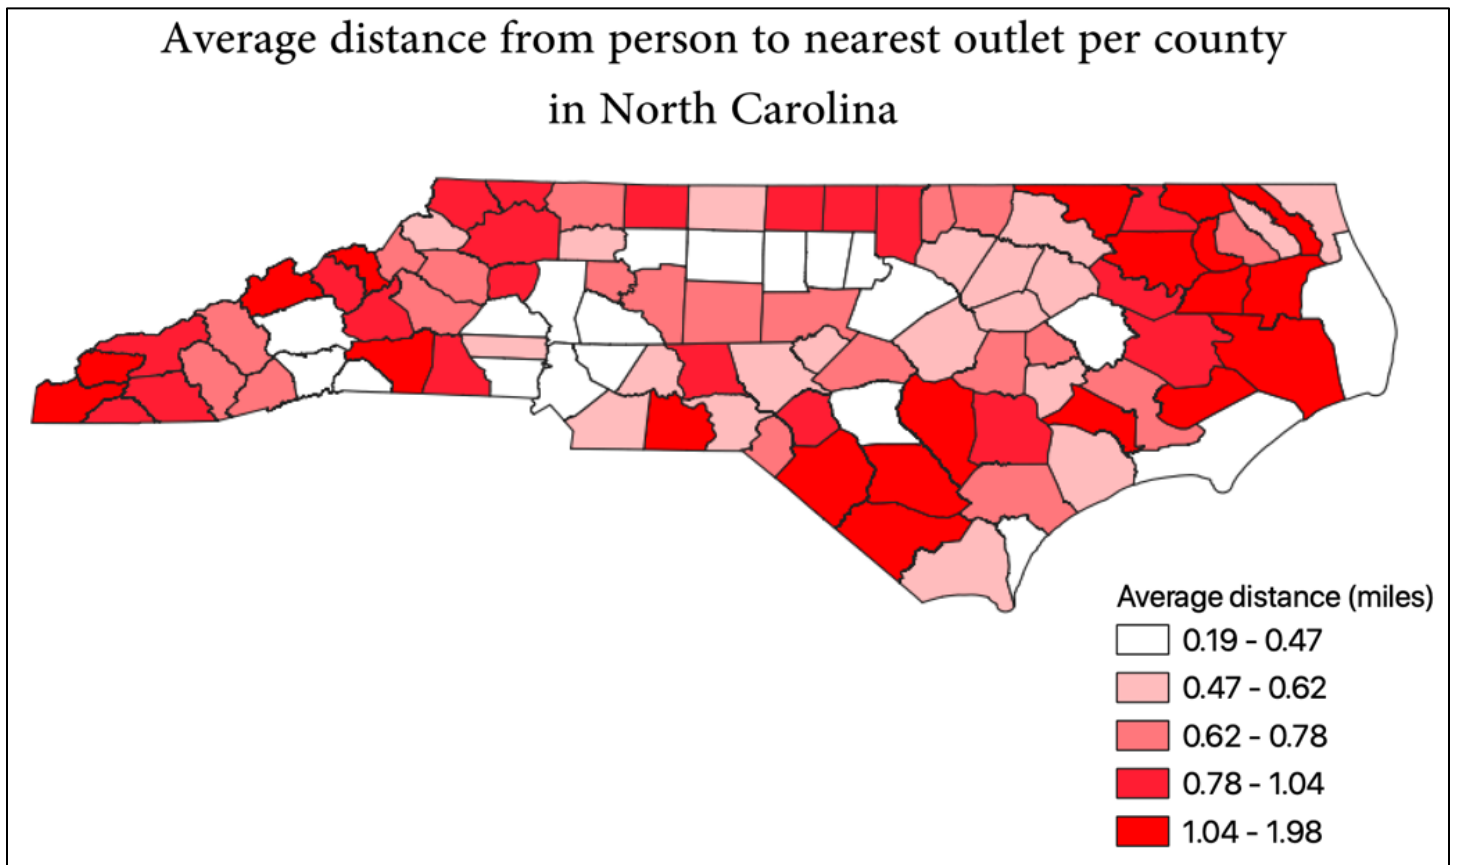 Average distance from person to nearest outlet per county
in North Carolina
Average distance (miles)
0.19 - 0.47
0.47 - 0.62
0.62 - 0.78
0.78 - 1.04
1.04 - 1.98